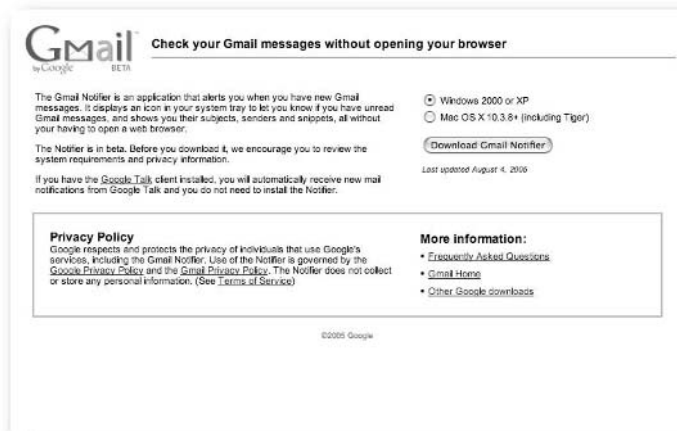 Gmail
by Google BETA
Check your Gmail messages without opening your browser
The Gmail Notifier is an application that alerts you when you have new Gmail
messages. It displays an icon in your system tray to let you know if you have unread
Gmail messages, and shows you their subjects, senders and snippets, all without
your having to open a web browser.
The Notifier is in beta. Before you download it, we encourage you to review the
system requirements and privacy information.
If you have the Google Talk client installed, you will automatically receive new mail
notifications from Google Talk and you do not need to install the Notifier.
Windows 2000 or XP
Mac OS X 10.3.8+ (including Tiger)
Download Gmail Notifier
Last updated August 4, 2005
Privacy Policy
Google respects and protects the privacy of individuals that use Google's
services, including the Gmail Notifier. Use of the Notifier is governed by the
Google Privacy Policy and the Gmail Privacy Policy. The Notifier does not collect
or store any personal information. (See Terms of Service)
More information:
• Frequently Asked Questions
• Gmail Home
• Other Google downloads
©2005 Google